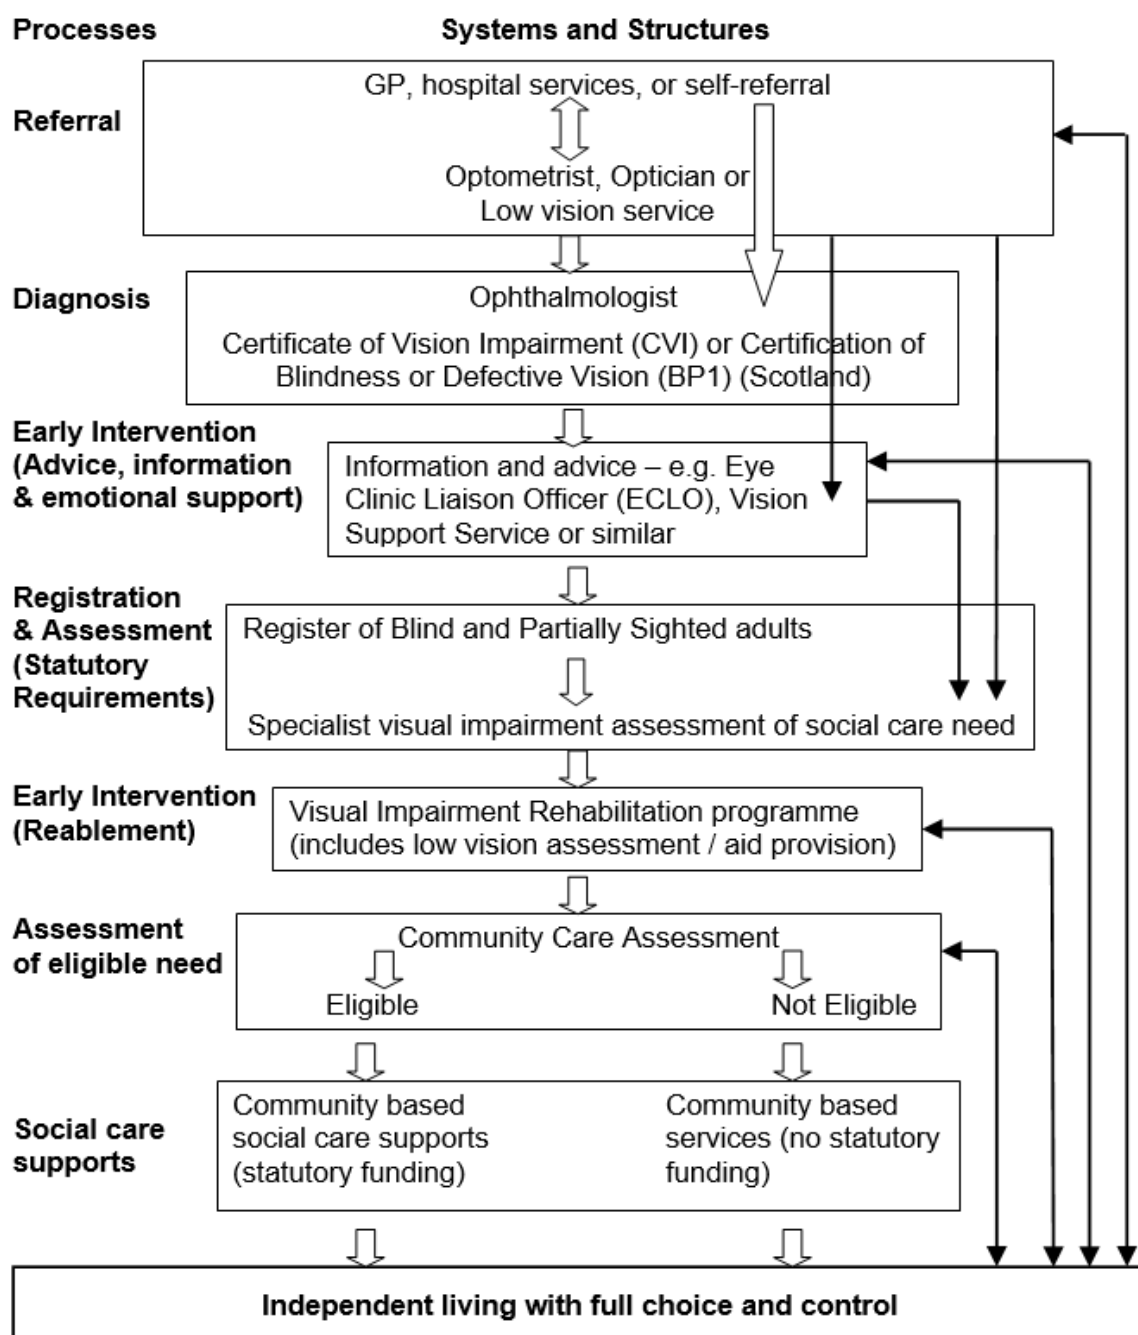 Processes
Systems and Structures
Referral
GP, hospital services, or self-referral
Optometrist, Optician or
Low vision service
Diagnosis
Ophthalmologist
Certificate of Vision Impairment (CVI) or Certification of
Blindness or Defective Vision (BP1) (Scotland)
Early Intervention
(Advice, information
& emotional support)
Information and advice – e.g. Eye
Clinic Liaison Officer (ECLO), Vision
Support Service or similar
Registration
& Assessment
(Statutory
Requirements)
Register of Blind and Partially Sighted adults
Specialist visual impairment assessment of social care need
Early Intervention
(Reablement)
Visual Impairment Rehabilitation programme
(includes low vision assessment / aid provision)
Assessment
of eligible need
Community Care Assessment
Eligible
Not Eligible
Social care
supports
Community based
social care supports
(statutory funding)
Community based
services (no statutory
funding)
Independent living with full choice and control